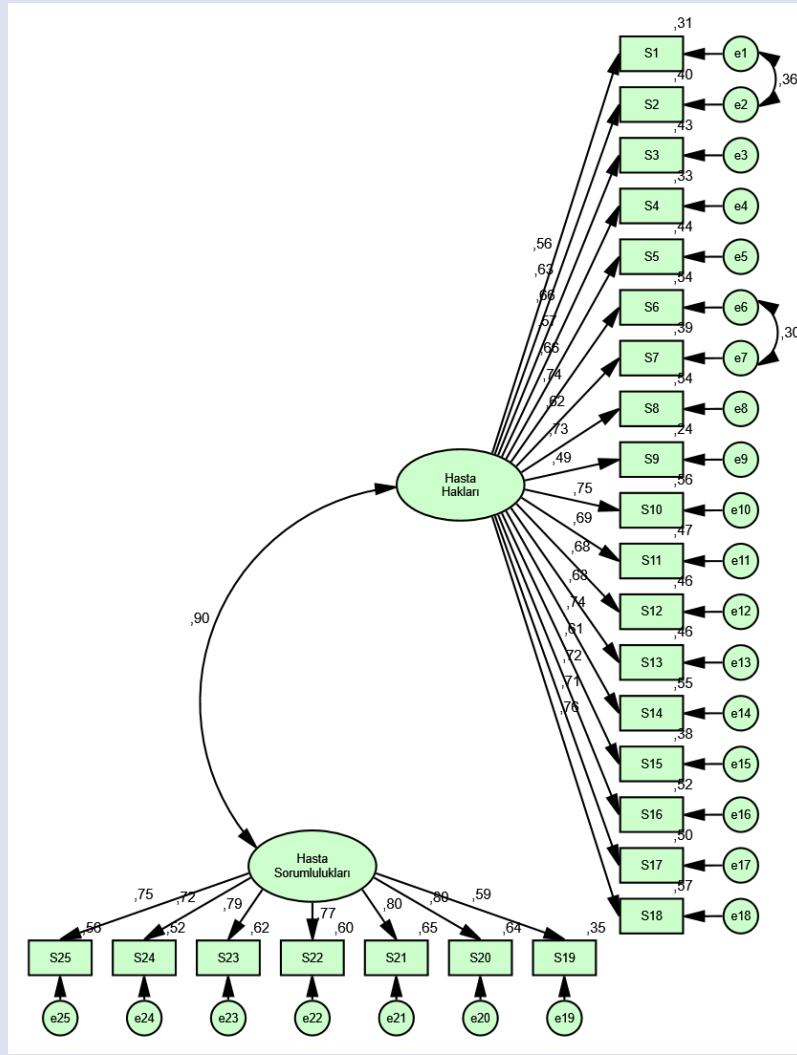 ,31
S1
e1
,36
,40
S2
e2
,43
S3
e3
,33
S4
e4
,44
S5
e5
,54
S6
e6
,30
,39
S7
e7
,54
S8
e8
,24
S9
e9
,56
S10
e10
,47
S11
e11
,46
S12
e12
,46
S13
e13
,55
S14
e14
,38
S15
e15
,52
S16
e16
,50
S17
e17
,57
S18
e18
,56
,63
,66
,57
,66
,74
,62
,73
,49
,75
,69
,68
,68
,74
,61
,72
,71
,76
Hasta
Hakları
,90
Hasta
Sorumlulukları
,75
,72
,79
,77
,80
,80
,59
,56
,52
,62
,60
,65
,64
,35
S25
S24
S23
S22
S21
S20
S19
e25
e24
e23
e22
e21
e20
e19